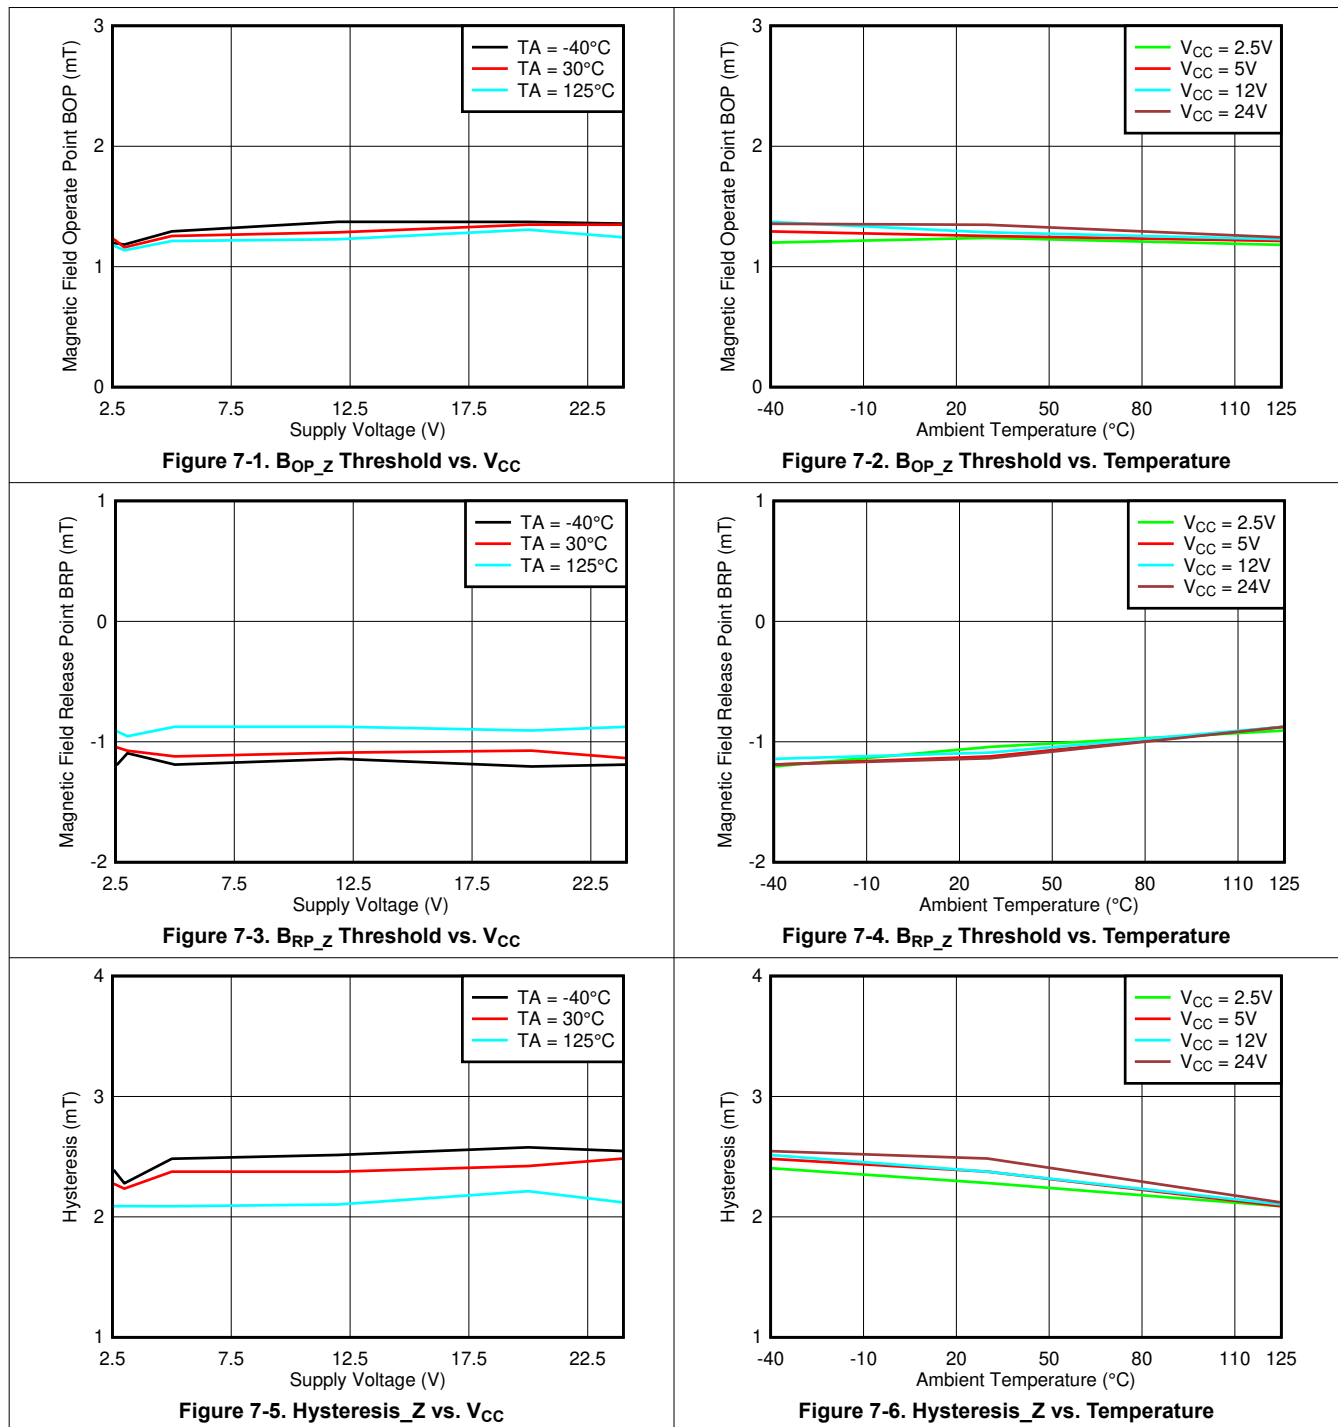 3
2
1
0
Magnetic Field Operate Point BOP (mT)
TA = -40°C
TA = 30°C
TA = 125°C
2.5 7.5 12.5 17.5 22.5
Supply Voltage (V)
Figure 7-1. BOP_Z Threshold vs. VCC
3
2
1
0
Magnetic Field Operate Point BOP (mT)
VCC = 2.5V
VCC = 5V
VCC = 12V
VCC = 24V
-40 -10 20 50 80 110 125
Ambient Temperature (°C)
Figure 7-2. BOP_Z Threshold vs. Temperature
1
0
-1
-2
Magnetic Field Release Point BRP (mT)
TA = -40°C
TA = 30°C
TA = 125°C
2.5 7.5 12.5 17.5 22.5
Supply Voltage (V)
Figure 7-3. BRP_Z Threshold vs. VCC
1
0
-1
-2
Magnetic Field Release Point BRP (mT)
VCC = 2.5V
VCC = 5V
VCC = 12V
VCC = 24V
-40 -10 20 50 80 110 125
Ambient Temperature (°C)
Figure 7-4. BRP_Z Threshold vs. Temperature
4
3
2
1
Hysteresis (mT)
TA = -40°C
TA = 30°C
TA = 125°C
2.5 7.5 12.5 17.5 22.5
Supply Voltage (V)
Figure 7-5. Hysteresis_Z vs. VCC
4
3
2
1
Hysteresis (mT)
VCC = 2.5V
VCC = 5V
VCC = 12V
VCC = 24V
-40 -10 20 50 80 110 125
Ambient Temperature (°C)
Figure 7-6. Hysteresis_Z vs. Temperature